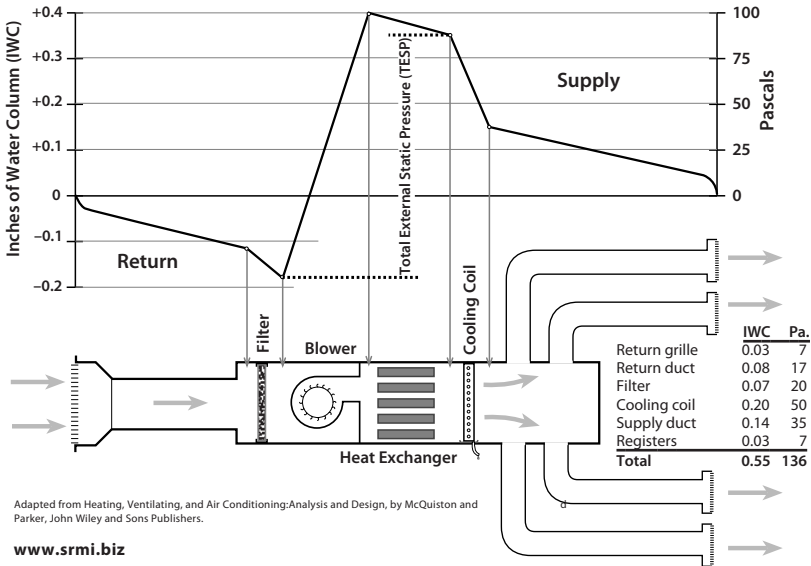 Inches of Water Column (IWC)
+0.4
+0.3
+0.2
+0.1
0
–0.1
–0.2
100
75
50
25
0
Pascals
Return
Supply
Total External Static Pressure (TESP)
Filter
Blower
Cooling Coil
Heat Exchanger
IWC Pa.
Return grille 0.03 7
Return duct 0.08 17
Filter 0.07 20
Cooling coil 0.20 50
Supply duct 0.14 35
Registers 0.03 7
Total 0.55 136
d
Adapted from Heating, Ventilating, and Air Conditioning:Analysis and Design, by McQuiston and
Parker, John Wiley and Sons Publishers.
www.srmi.biz